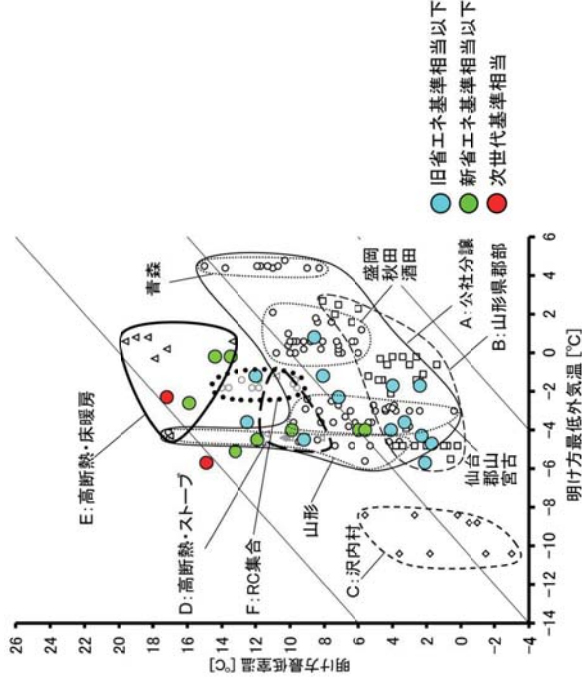 26
24
22
20
18
16
14
12
10
8
6
4
2
0
-2
-4
明け方最低室温 [℃]
-14
-12
-10
-8
-6
-4
-2
0
2
4
6
明け方最低外気温 [℃]
E:高断熱・床暖房
D:高断熱・ストーブ
F:RC集合
山形
C:沢内村
青森
盛岡
秋田
酒田
A:公社分譲
B:山形県郡部
仙台
郡山
宮古
旧省エネ基準相当以下
新省エネ基準相当以下
次世代基準相当